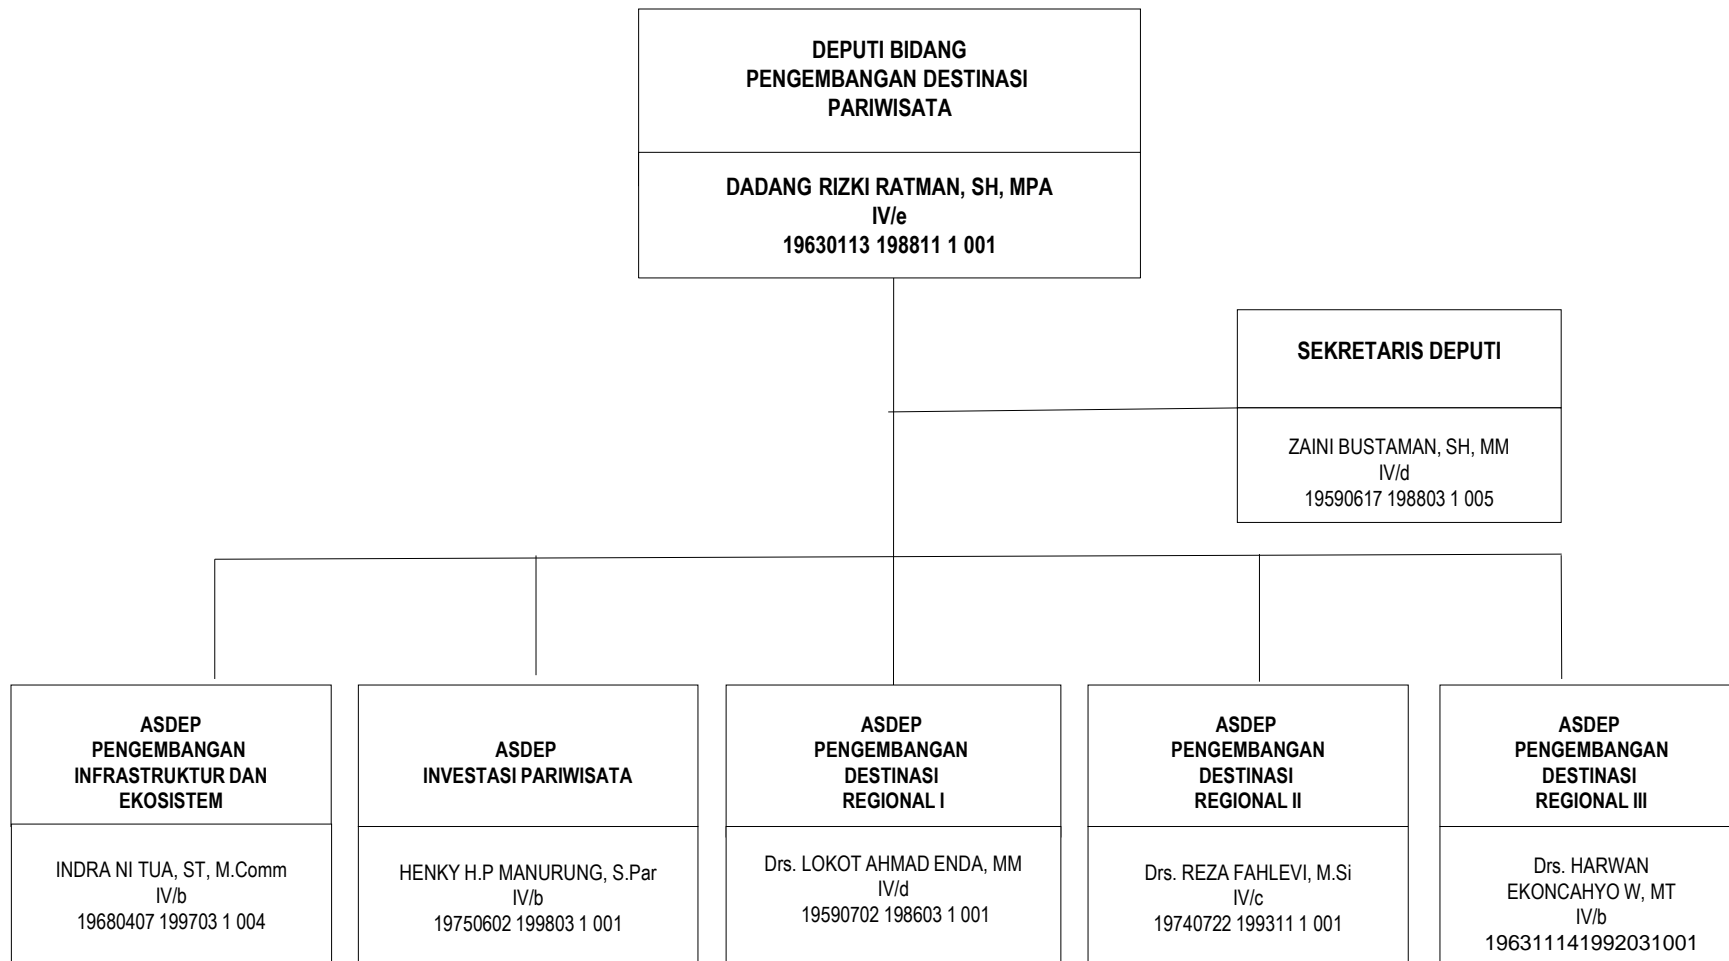 DEPUTI BIDANG
PENGEMBANGAN DESTINASI
PARIWISATA
DADANG RIZKI RATMAN, SH, MPA
IV/e
19630113 198811 1 001
SEKRETARIS DEPUTI
ZAINI BUSTAMAN, SH, MM
IV/d
19590617 198803 1 005
ASDEP
PENGEMBANGAN
INFRASTRUKTUR DAN
EKOSISTEM
INDRA NI TUA, ST, M.Comm
IV/b
19680407 199703 1 004
ASDEP
INVESTASI PARIWISATA
HENKY H.P MANURUNG, S.Par
IV/b
19750602 199803 1 001
ASDEP
PENGEMBANGAN
DESTINASI
REGIONAL I
Drs. LOKOT AHMAD ENDA, MM
IV/d
19590702 198603 1 001
ASDEP
PENGEMBANGAN
DESTINASI
REGIONAL II
Drs. REZA FAHLEVI, M.Si
IV/c
19740722 199311 1 001
ASDEP
PENGEMBANGAN
DESTINASI
REGIONAL III
Drs. HARWAN
EKONCAHYO W, MT
IV/b
196311141992031001